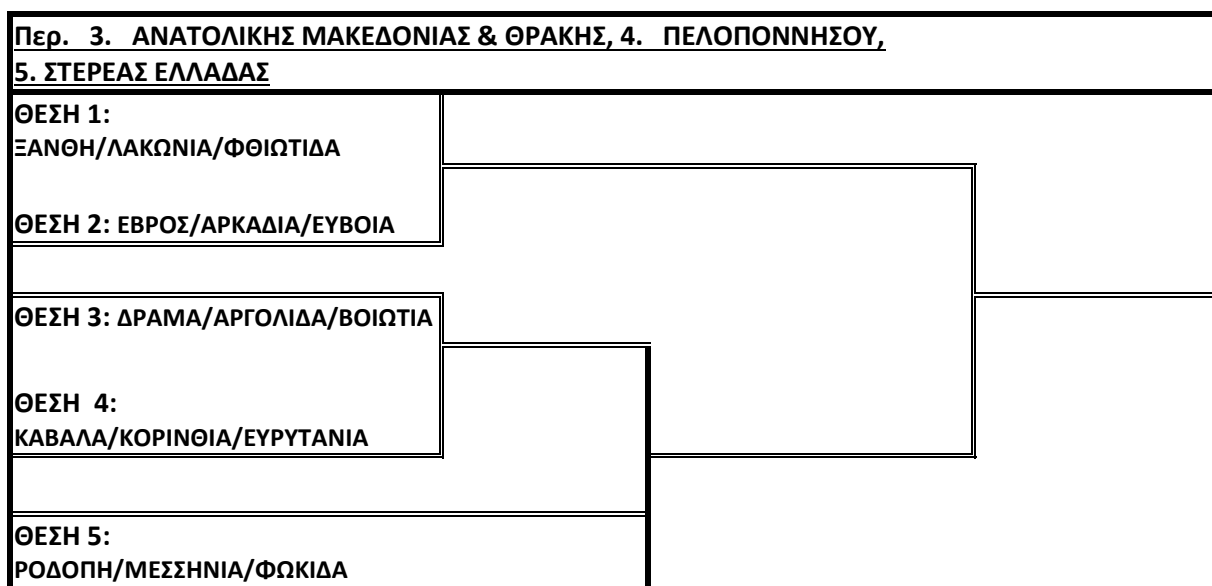 Περ. 3. ΑΝΑΤΟΛΙΚΗΣ ΜΑΚΕΔΟΝΙΑΣ & ΘΡΑΚΗΣ, 4. ΠΕΛΟΠΟΝΝΗΣΟΥ,
5. ΣΤΕΡΕΑΣ ΕΛΛΑΔΑΣ
ΘΕΣΗ 1:
ΞΑΝΘΗ/ΛΑΚΩΝΙΑ/ΦΘΙΩΤΙΔΑ
ΘΕΣΗ 2: ΕΒΡΟΣ/ΑΡΚΑΔΙΑ/ΕΥΒΟΙΑ
ΘΕΣΗ 3: ΔΡΑΜΑ/ΑΡΓΟΛΙΔΑ/ΒΟΙΩΤΙΑ
ΘΕΣΗ 4:
ΚΑΒΑΛΑ/ΚΟΡΙΝΘΙΑ/ΕΥΡΥΤΑΝΙΑ
ΘΕΣΗ 5:
ΡΟΔΟΠΗ/ΜΕΣΣΗΝΙΑ/ΦΩΚΙΔΑ